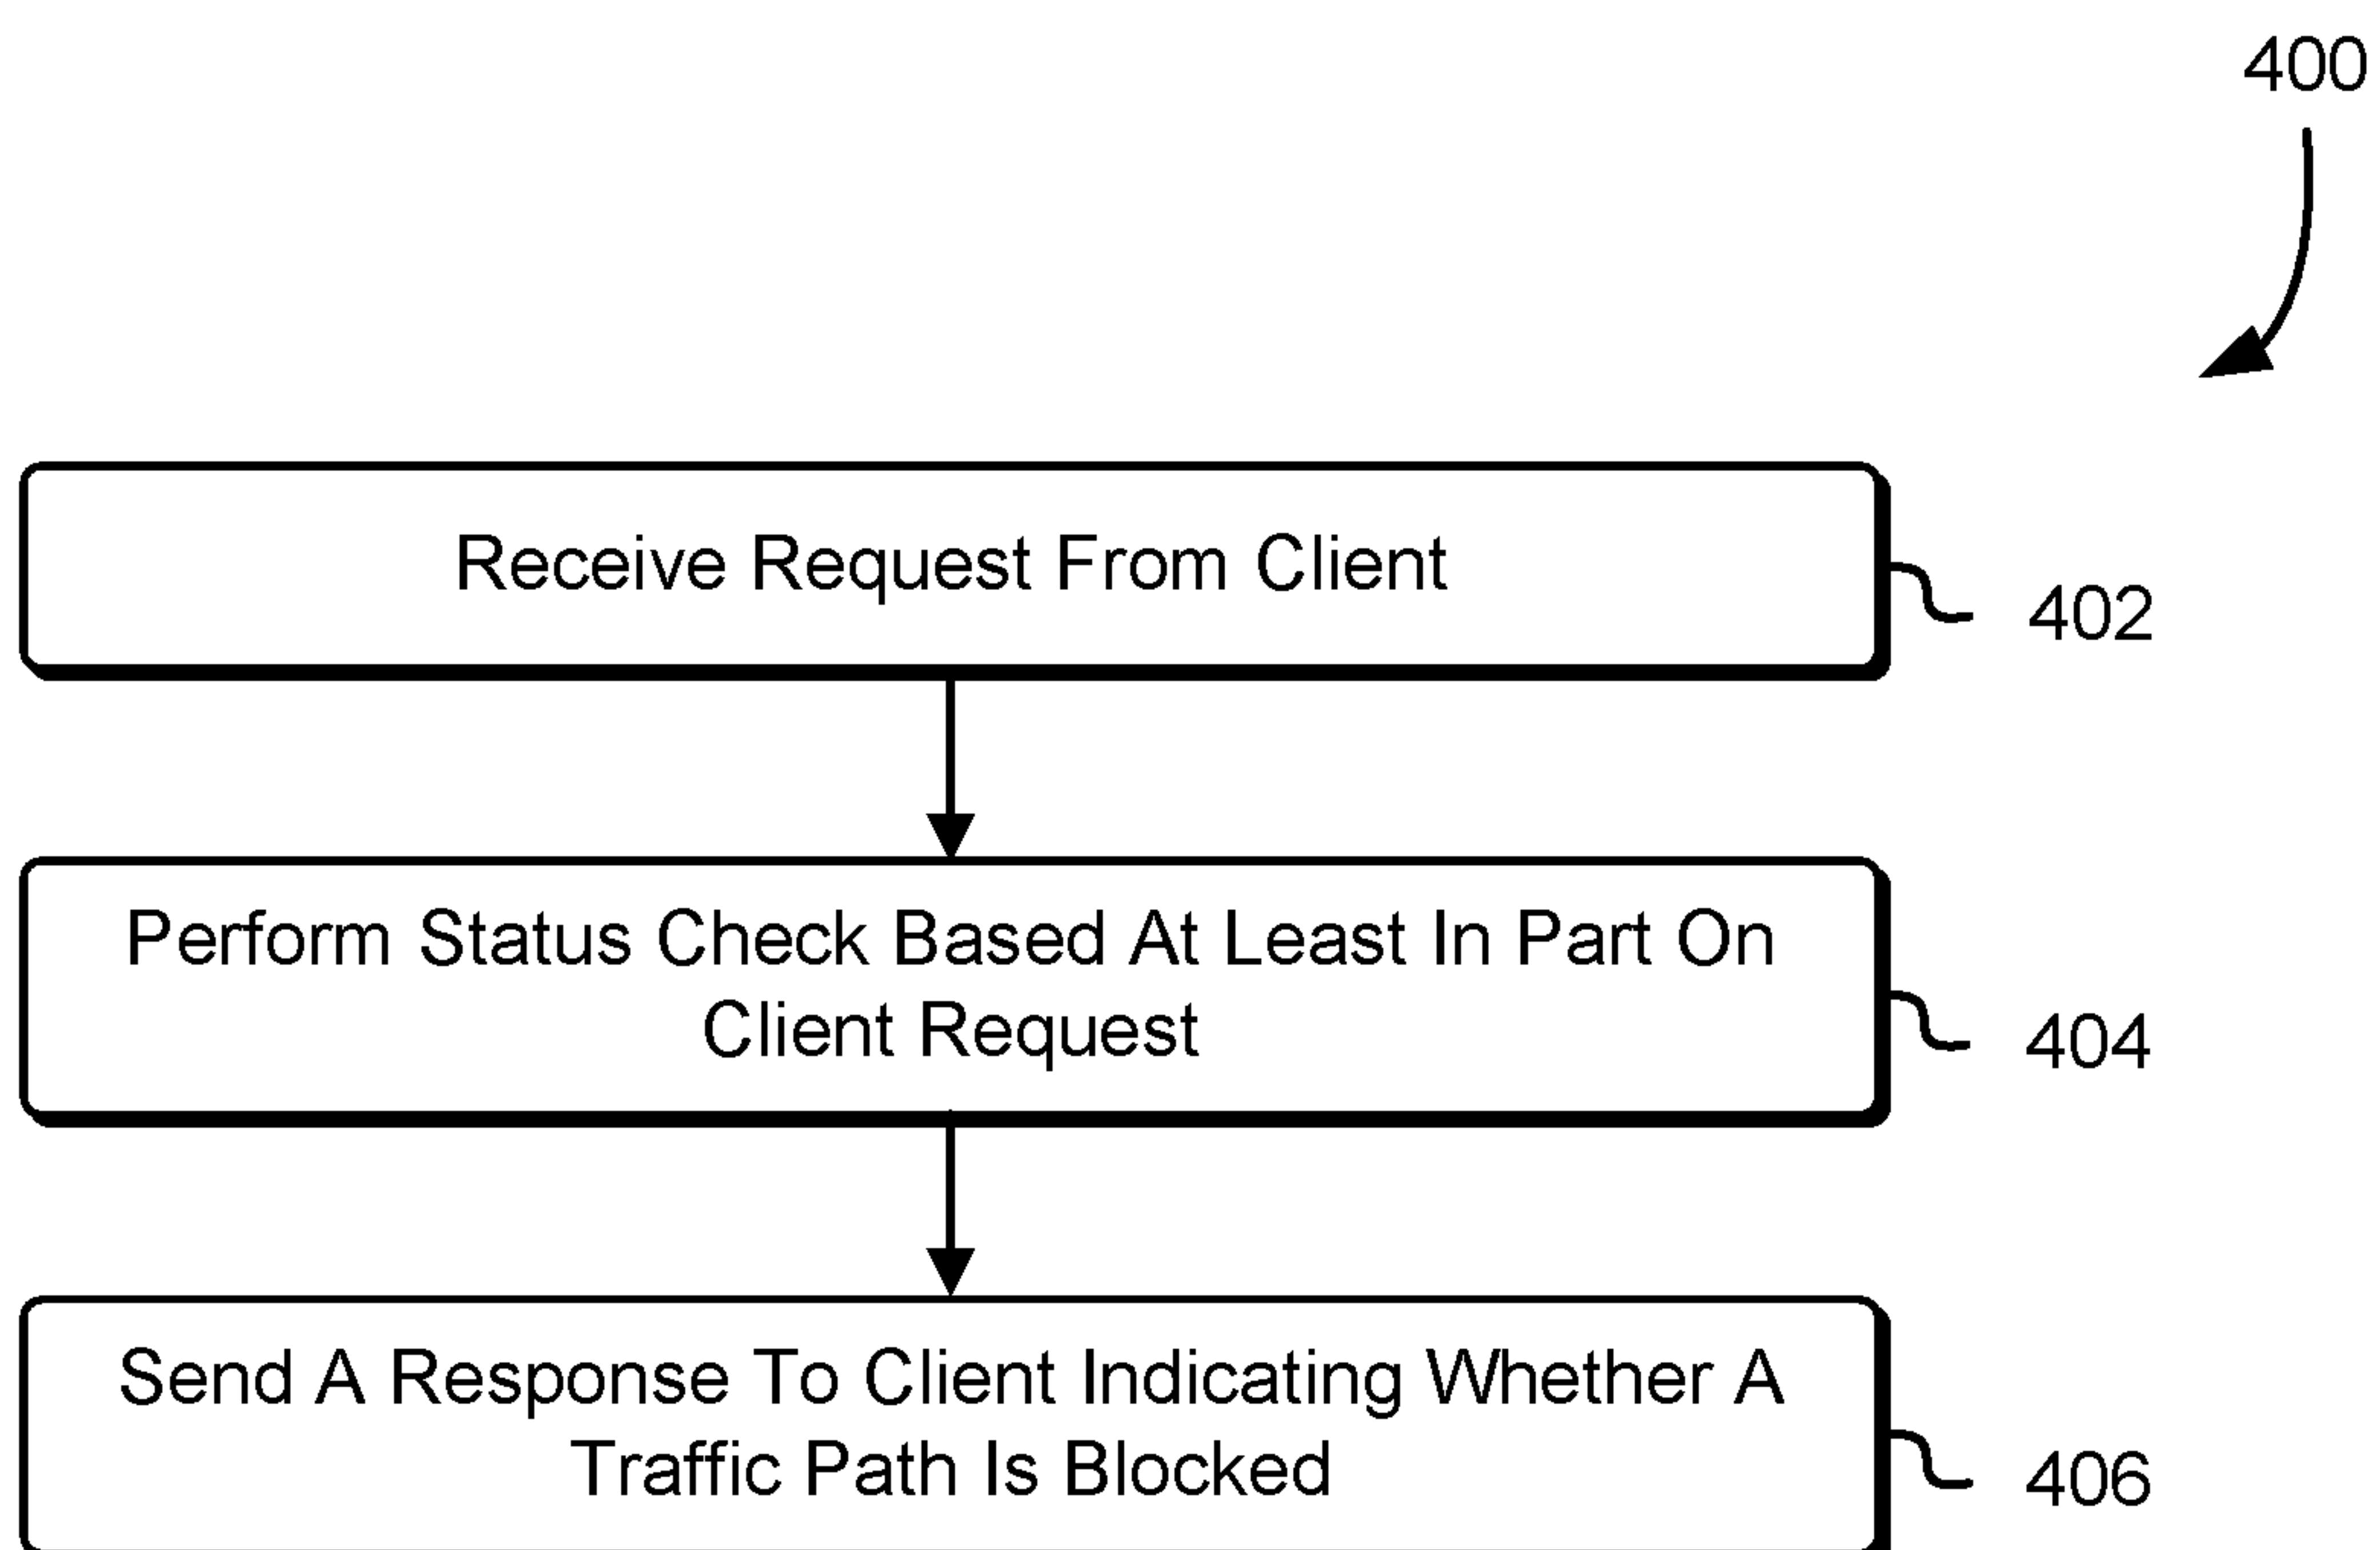 400
Receive Request From Client
402
Perform Status Check Based At Least In Part On
Client Request
404
Send A Response To Client Indicating Whether A
Traffic Path Is Blocked
406